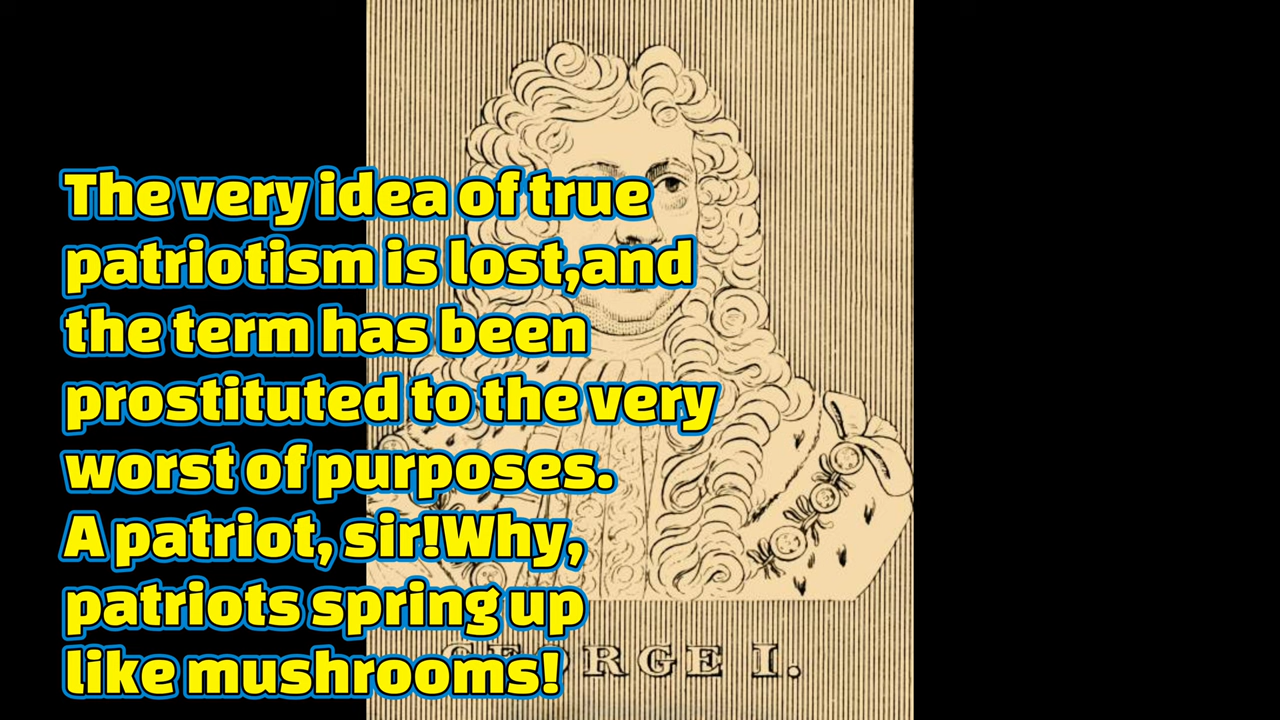 The very idea of true
patriotism is lost,and
the term has been
prostituted to the very
worst of purposes.
A patriot, sir!Why,
patriots spring up
like mushrooms!
GEORGE I.